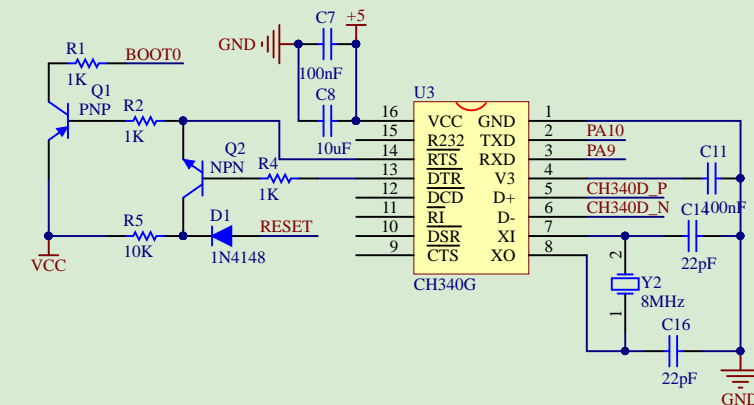 C7
+5
GND
100nF
C8
10uF
R1
BOOT0
1K
Q1
PNP
R2
1K
Q2
NPN
R4
1K
R5
10K
D1
RESET
1N4148
VCC
U3
16 VCC GND 1
15 R232 TXD 2 PA10
14 RTS RXD 3 PA9
13 DTR V3 4
12 DCD D+ 5 CH340D_P
11 RI D- 6 CH340D_N
10 DSR XI 7
9 CTS XO 8
CH340G
C11
100nF
C14
22pF
2
Y2
8MHz
1
C16
22pF
GND